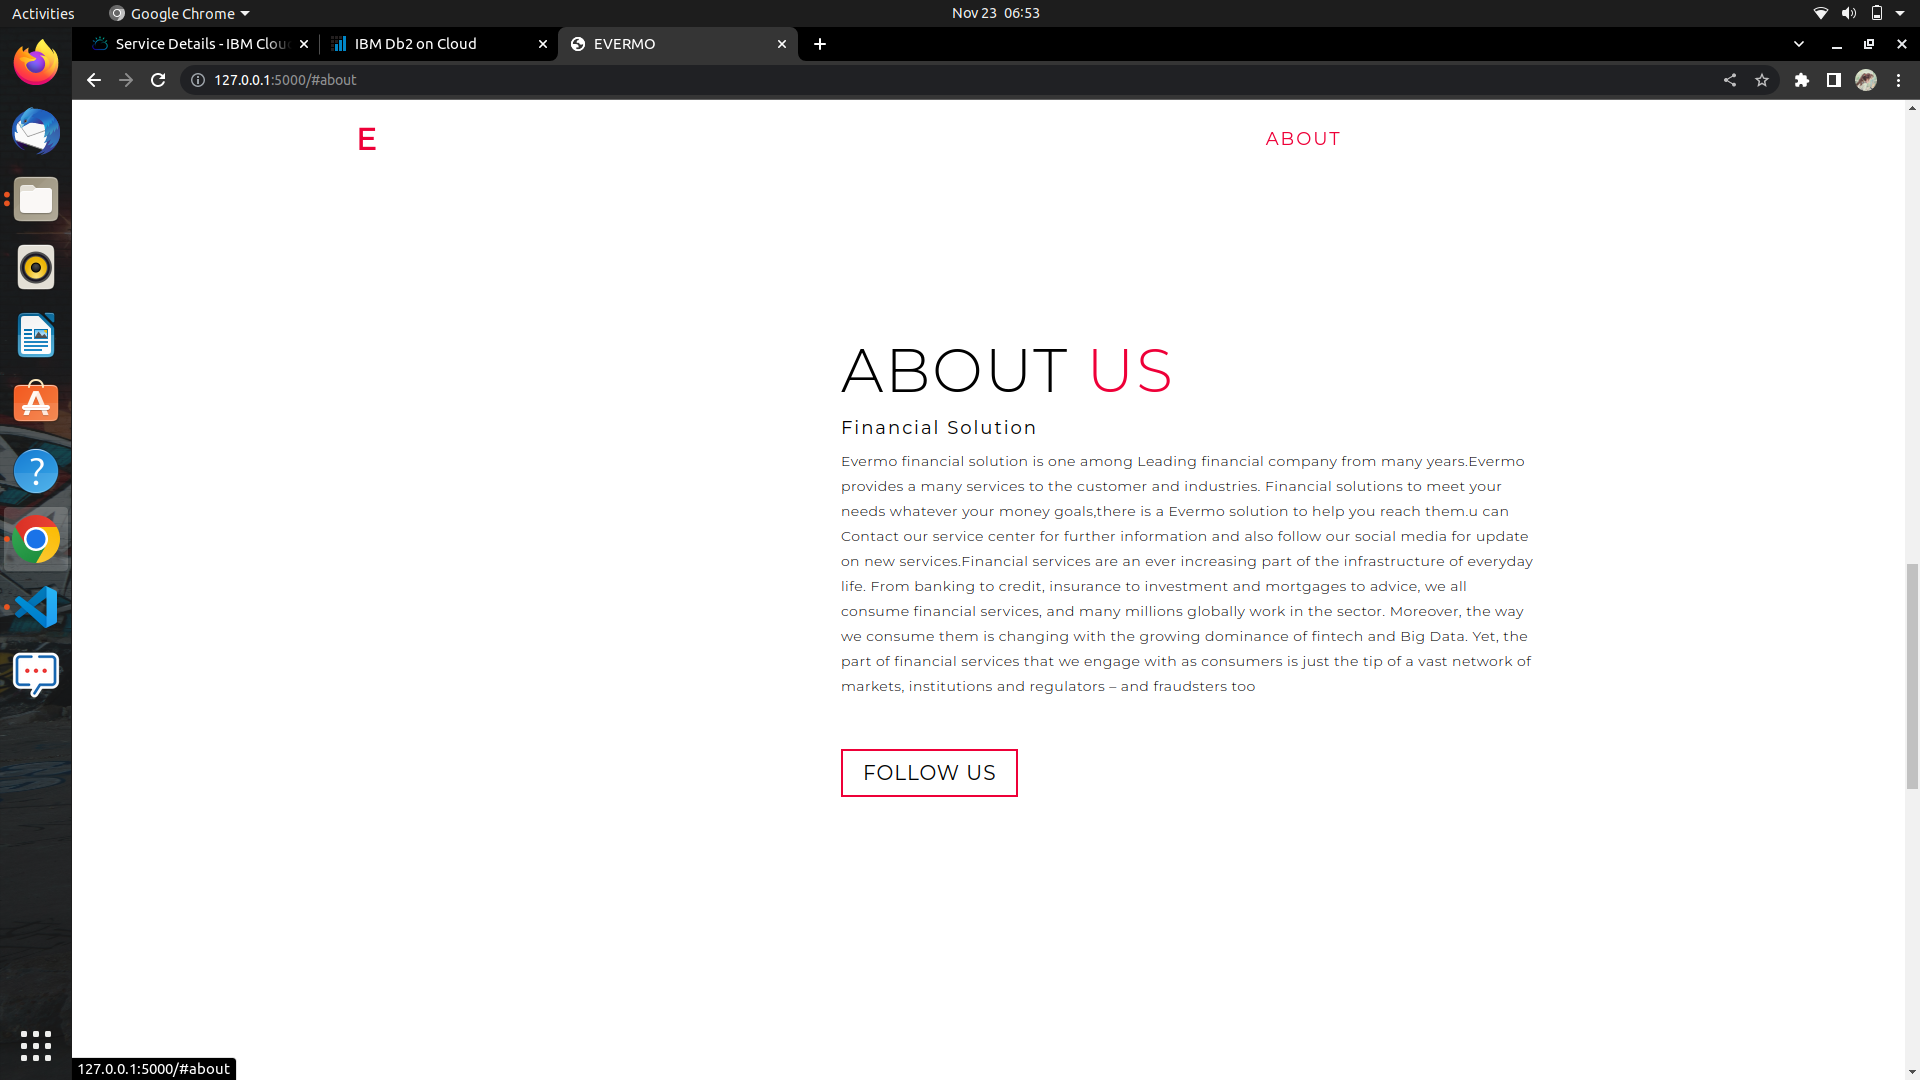 Activities
Google Chrome
Nov 23 06:53
Service Details - IBM Clou
IBM Db2 on Cloud
EVERMO
127.0.0.1:5000/#about
E
ABOUT
ABOUT US
Financial Solution
Evermo financial solution is one among Leading financial company from many years.Evermo
provides a many services to the customer and industries. Financial solutions to meet your
needs whatever your money goals,there is a Evermo solution to help you reach them.u can
Contact our service center for further information and also follow our social media for update
on new services.Financial services are an ever increasing part of the infrastructure of everyday
life. From banking to credit, insurance to investment and mortgages to advice, we all
consume financial services, and many millions globally work in the sector. Moreover, the way
we consume them is changing with the growing dominance of fintech and Big Data. Yet, the
part of financial services that we engage with as consumers is just the tip of a vast network of
markets, institutions and regulators – and fraudsters too
FOLLOW US
127.0.0.1:5000/#about